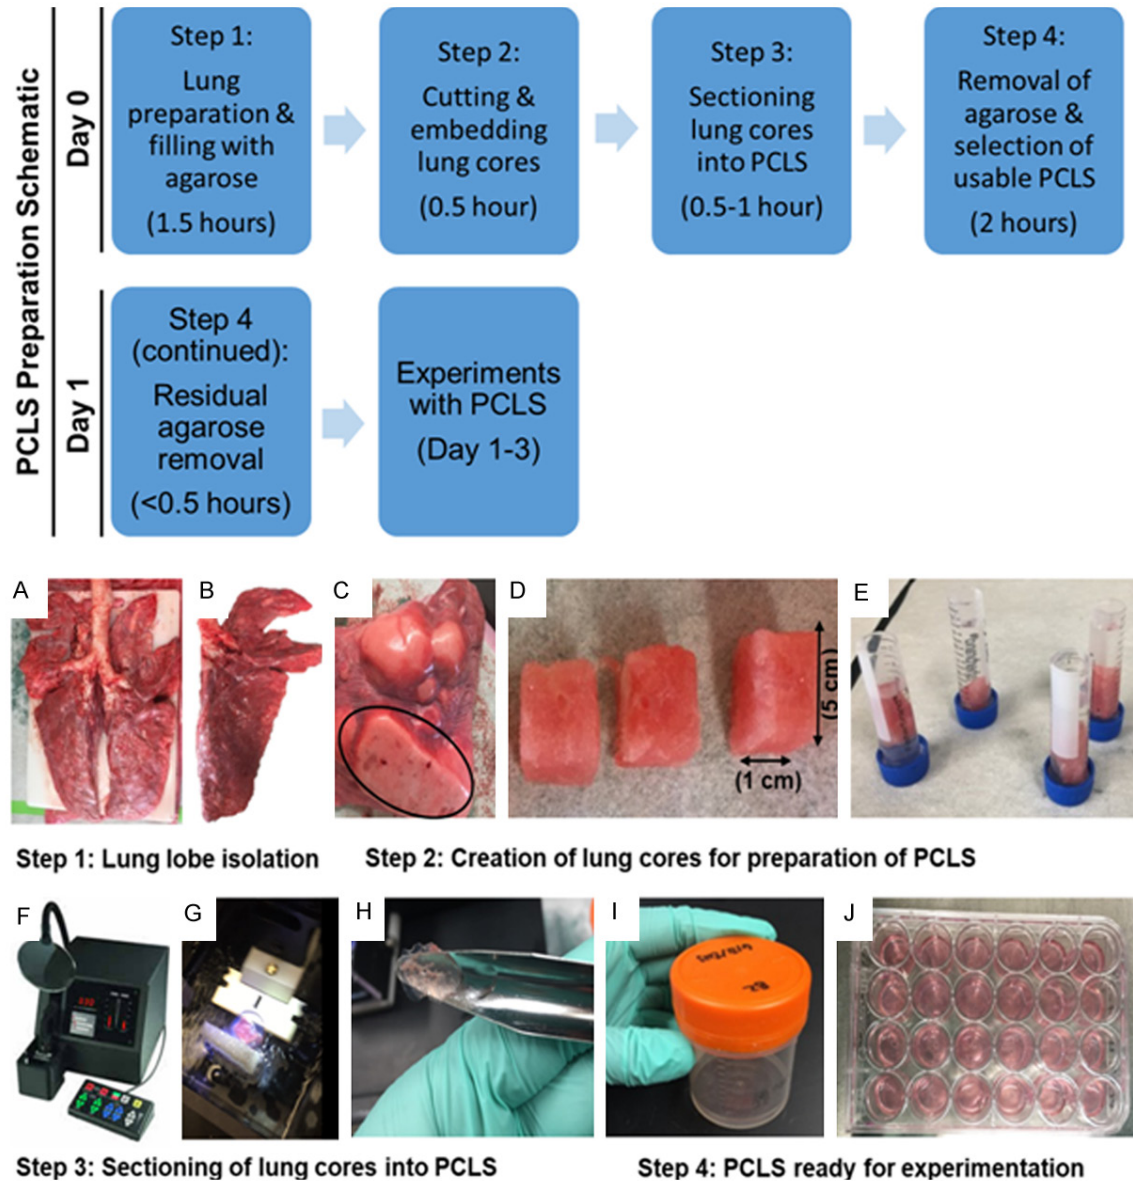 PCLS Preparation Schematic
Day 0
Step 1:
Lung
preparation &
filling with
agarose
(1.5 hours)
Step 2:
Cutting &
embedding
lung cores
(0.5 hour)
Step 3:
Sectioning
lung cores
into PCLS
(0.5-1 hour)
Step 4:
Removal of
agarose &
selection of
usable PCLS
(2 hours)
Day 1
Step 4
(continued):
Residual
agarose
removal
(<0.5 hours)
Experiments
with PCLS
(Day 1-3)
A
B
C
D
E
(5 cm)
(1 cm)
Step 1: Lung lobe isolation
Step 2: Creation of lung cores for preparation of PCLS
F
G
H
I
J
Step 3: Sectioning of lung cores into PCLS
Step 4: PCLS ready for experimentation